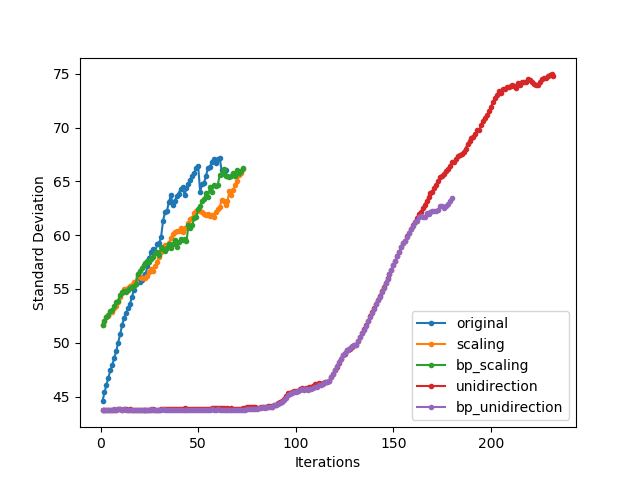 75
70
65
60
55
50
45
Standard Deviation
0
50
100
150
200
Iterations
original
scaling
bp_scaling
unidirection
bp_unidirection